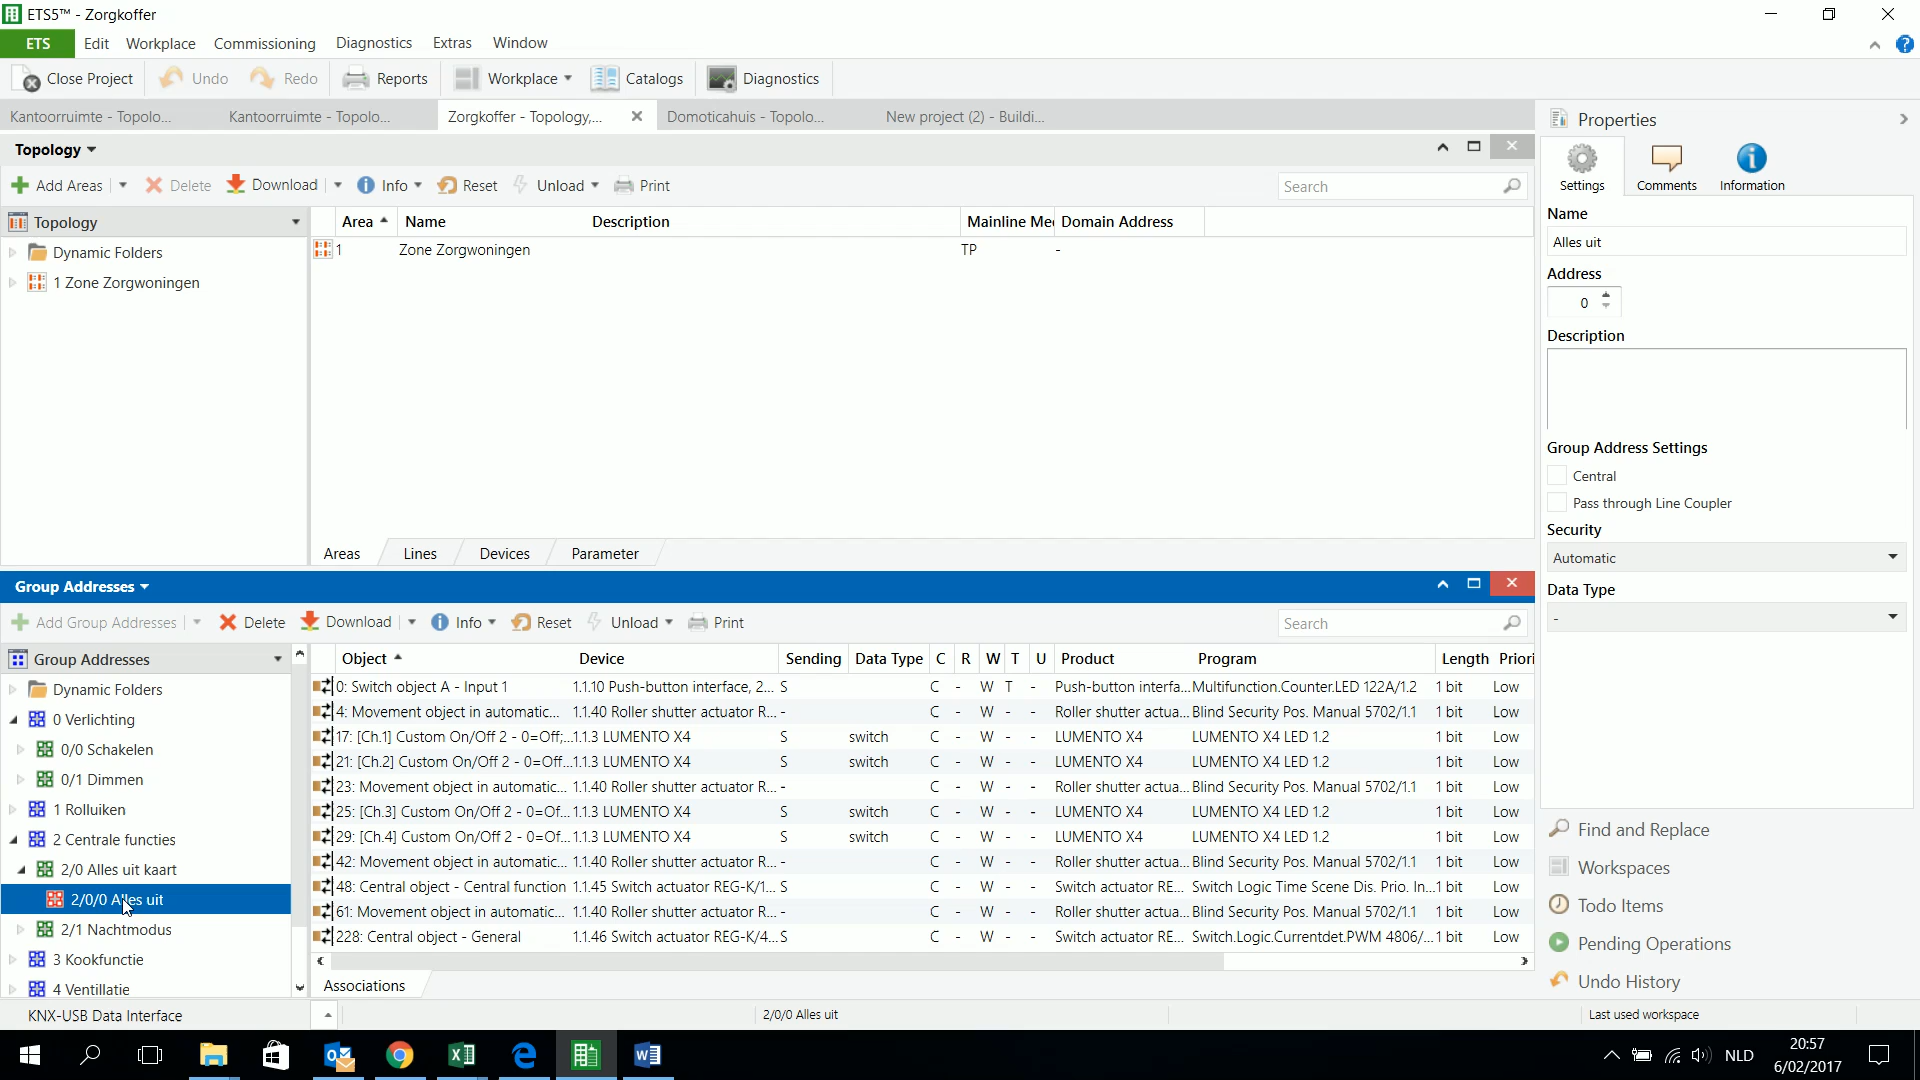 ETS5™ - Zorgkoffer
ETS Edit Workplace Commissioning Diagnostics Extras Window
Close Project Undo Redo Reports Workplace Catalogs Diagnostics
Kantoorruimte - Topolo... Kantoorruimte - Topolo... Zorgkoffer - Topology,... Domoticahuis - Topolo... New project (2) - Buildi...
Topology
Add Areas Delete Download Info Reset Unload Print Search
Topology
Dynamic Folders
1 Zone Zorgwoningen
Area Name Description Mainline Me Domain Address
1 Zone Zorgwoningen TP -
Areas Lines Devices Parameter
Group Addresses
Add Group Addresses Delete Download Info Reset Unload Print Search
Group Addresses
Dynamic Folders
0 Verlichting
0/0 Schakelen
0/1 Dimmen
1 Rolluiken
2 Centrale functies
2/0 Alles uit kaart
2/0/0 Alles uit
2/1 Nachtmodus
3 Kookfunctie
4 Ventillatie
Object Device Sending Data Type C R W T U Product Program Length Priori
0: Switch object A - Input 1 1.1.10 Push-button interface, 2... S C - W T - Push-button interfa... Multifunction.Counter.LED 122A/1.2 1 bit Low
4: Movement object in automatic... 1.1.40 Roller shutter actuator R... - C - W - - Roller shutter actua... Blind Security Pos. Manual 5702/1.1 1 bit Low
17: [Ch.1] Custom On/Off 2 - 0=Off;... 1.1.3 LUMENTO X4 S switch C - W - - LUMENTO X4 LUMENTO X4 LED 1.2 1 bit Low
21: [Ch.2] Custom On/Off 2 - 0=Off... 1.1.3 LUMENTO X4 S switch C - W - - LUMENTO X4 LUMENTO X4 LED 1.2 1 bit Low
23: Movement object in automatic... 1.1.40 Roller shutter actuator R... - C - W - - Roller shutter actua... Blind Security Pos. Manual 5702/1.1 1 bit Low
25: [Ch.3] Custom On/Off 2 - 0=Of... 1.1.3 LUMENTO X4 S switch C - W - - LUMENTO X4 LUMENTO X4 LED 1.2 1 bit Low
29: [Ch.4] Custom On/Off 2 - 0=Of... 1.1.3 LUMENTO X4 S switch C - W - - LUMENTO X4 LUMENTO X4 LED 1.2 1 bit Low
42: Movement object in automatic... 1.1.40 Roller shutter actuator R... - C - W - - Roller shutter actua... Blind Security Pos. Manual 5702/1.1 1 bit Low
48: Central object - Central function 1.1.45 Switch actuator REG-K/1... S C - W - - Switch actuator RE... Switch Logic Time Scene Dis. Prio. In... 1 bit Low
61: Movement object in automatic... 1.1.40 Roller shutter actuator R... - C - W - - Roller shutter actua... Blind Security Pos. Manual 5702/1.1 1 bit Low
228: Central object - General 1.1.46 Switch actuator REG-K/4... S C - W - - Switch actuator RE... Switch.Logic.Currentdet.PWM 4806/... 1 bit Low
Associations
Properties
Settings Comments Information
Name
Alles uit
Address
0
Description
Group Address Settings
Central
Pass through Line Coupler
Security
Automatic
Data Type
-
Find and Replace
Workspaces
Todo Items
Pending Operations
Undo History
KNX-USB Data Interface 2/0/0 Alles uit Last used workspace
NLD 20:57
6/02/2017